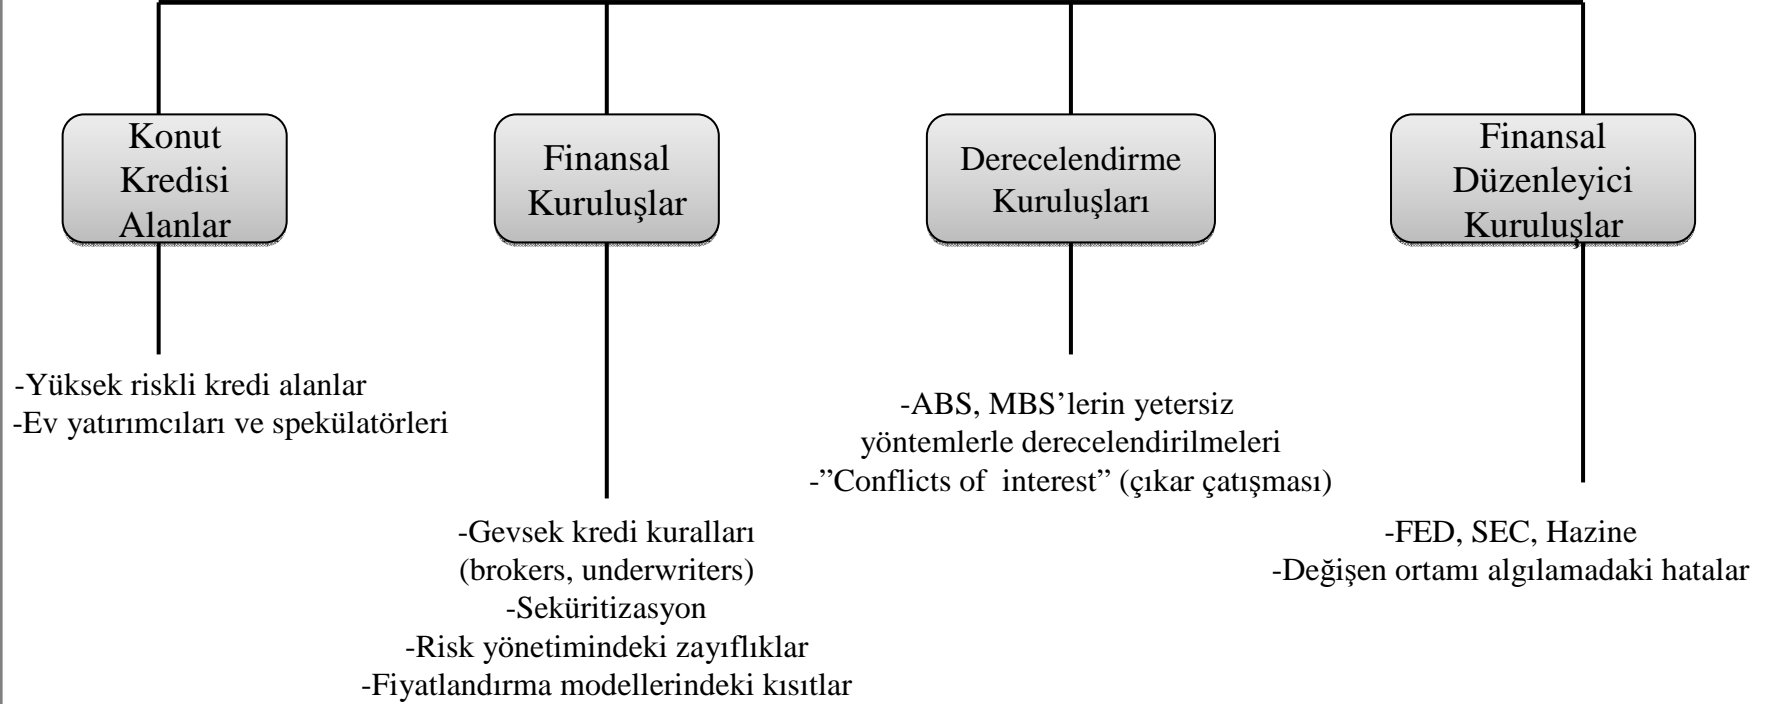 Konut
Kredisi
Alanlar
Finansal
Kuruluşlar
Derecelendirme
Kuruluşları
Finansal
Düzenleyici
Kuruluşlar
-Yüksek riskli kredi alanlar
-Ev yatırımcıları ve spekülatörleri
-Gevsek kredi kuralları
(brokers, underwriters)
-Seküritizasyon
-Risk yönetimindeki zayıflıklar
-Fiyatlandırma modellerindeki kısıtlar
-ABS, MBS’lerin yetersiz
yöntemlerle derecelendirilmeleri
-”Conflicts of interest” (çıkar çatışması)
-FED, SEC, Hazine
-Değişen ortamı algılamadaki hatalar